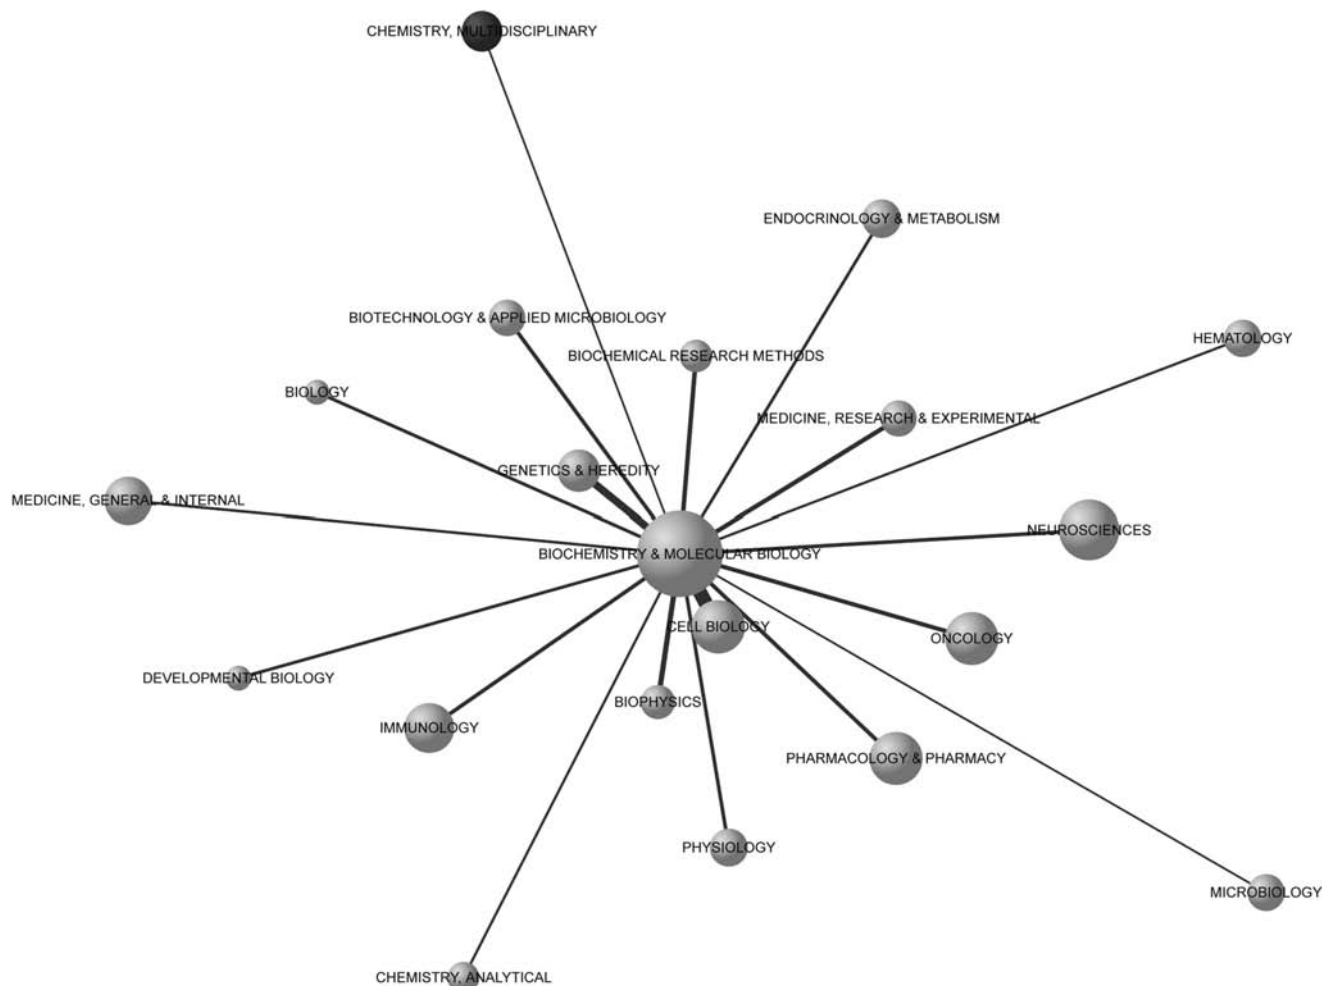 CHEMISTRY, MULTIDISCIPLINARY
ENDOCRINOLOGY & METABOLISM
BIOTECHNOLOGY & APPLIED MICROBIOLOGY
HEMATOLOGY
BIOCHEMICAL RESEARCH METHODS
BIOLOGY
MEDICINE, RESEARCH & EXPERIMENTAL
GENETICS & HEREDITY
MEDICINE, GENERAL & INTERNAL
NEUROSCIENCES
BIOCHEMISTRY & MOLECULAR BIOLOGY
CELL BIOLOGY
ONCOLOGY
DEVELOPMENTAL BIOLOGY
BIOPHYSICS
IMMUNOLOGY
PHARMACOLOGY & PHARMACY
PHYSIOLOGY
MICROBIOLOGY
CHEMISTRY, ANALYTICAL